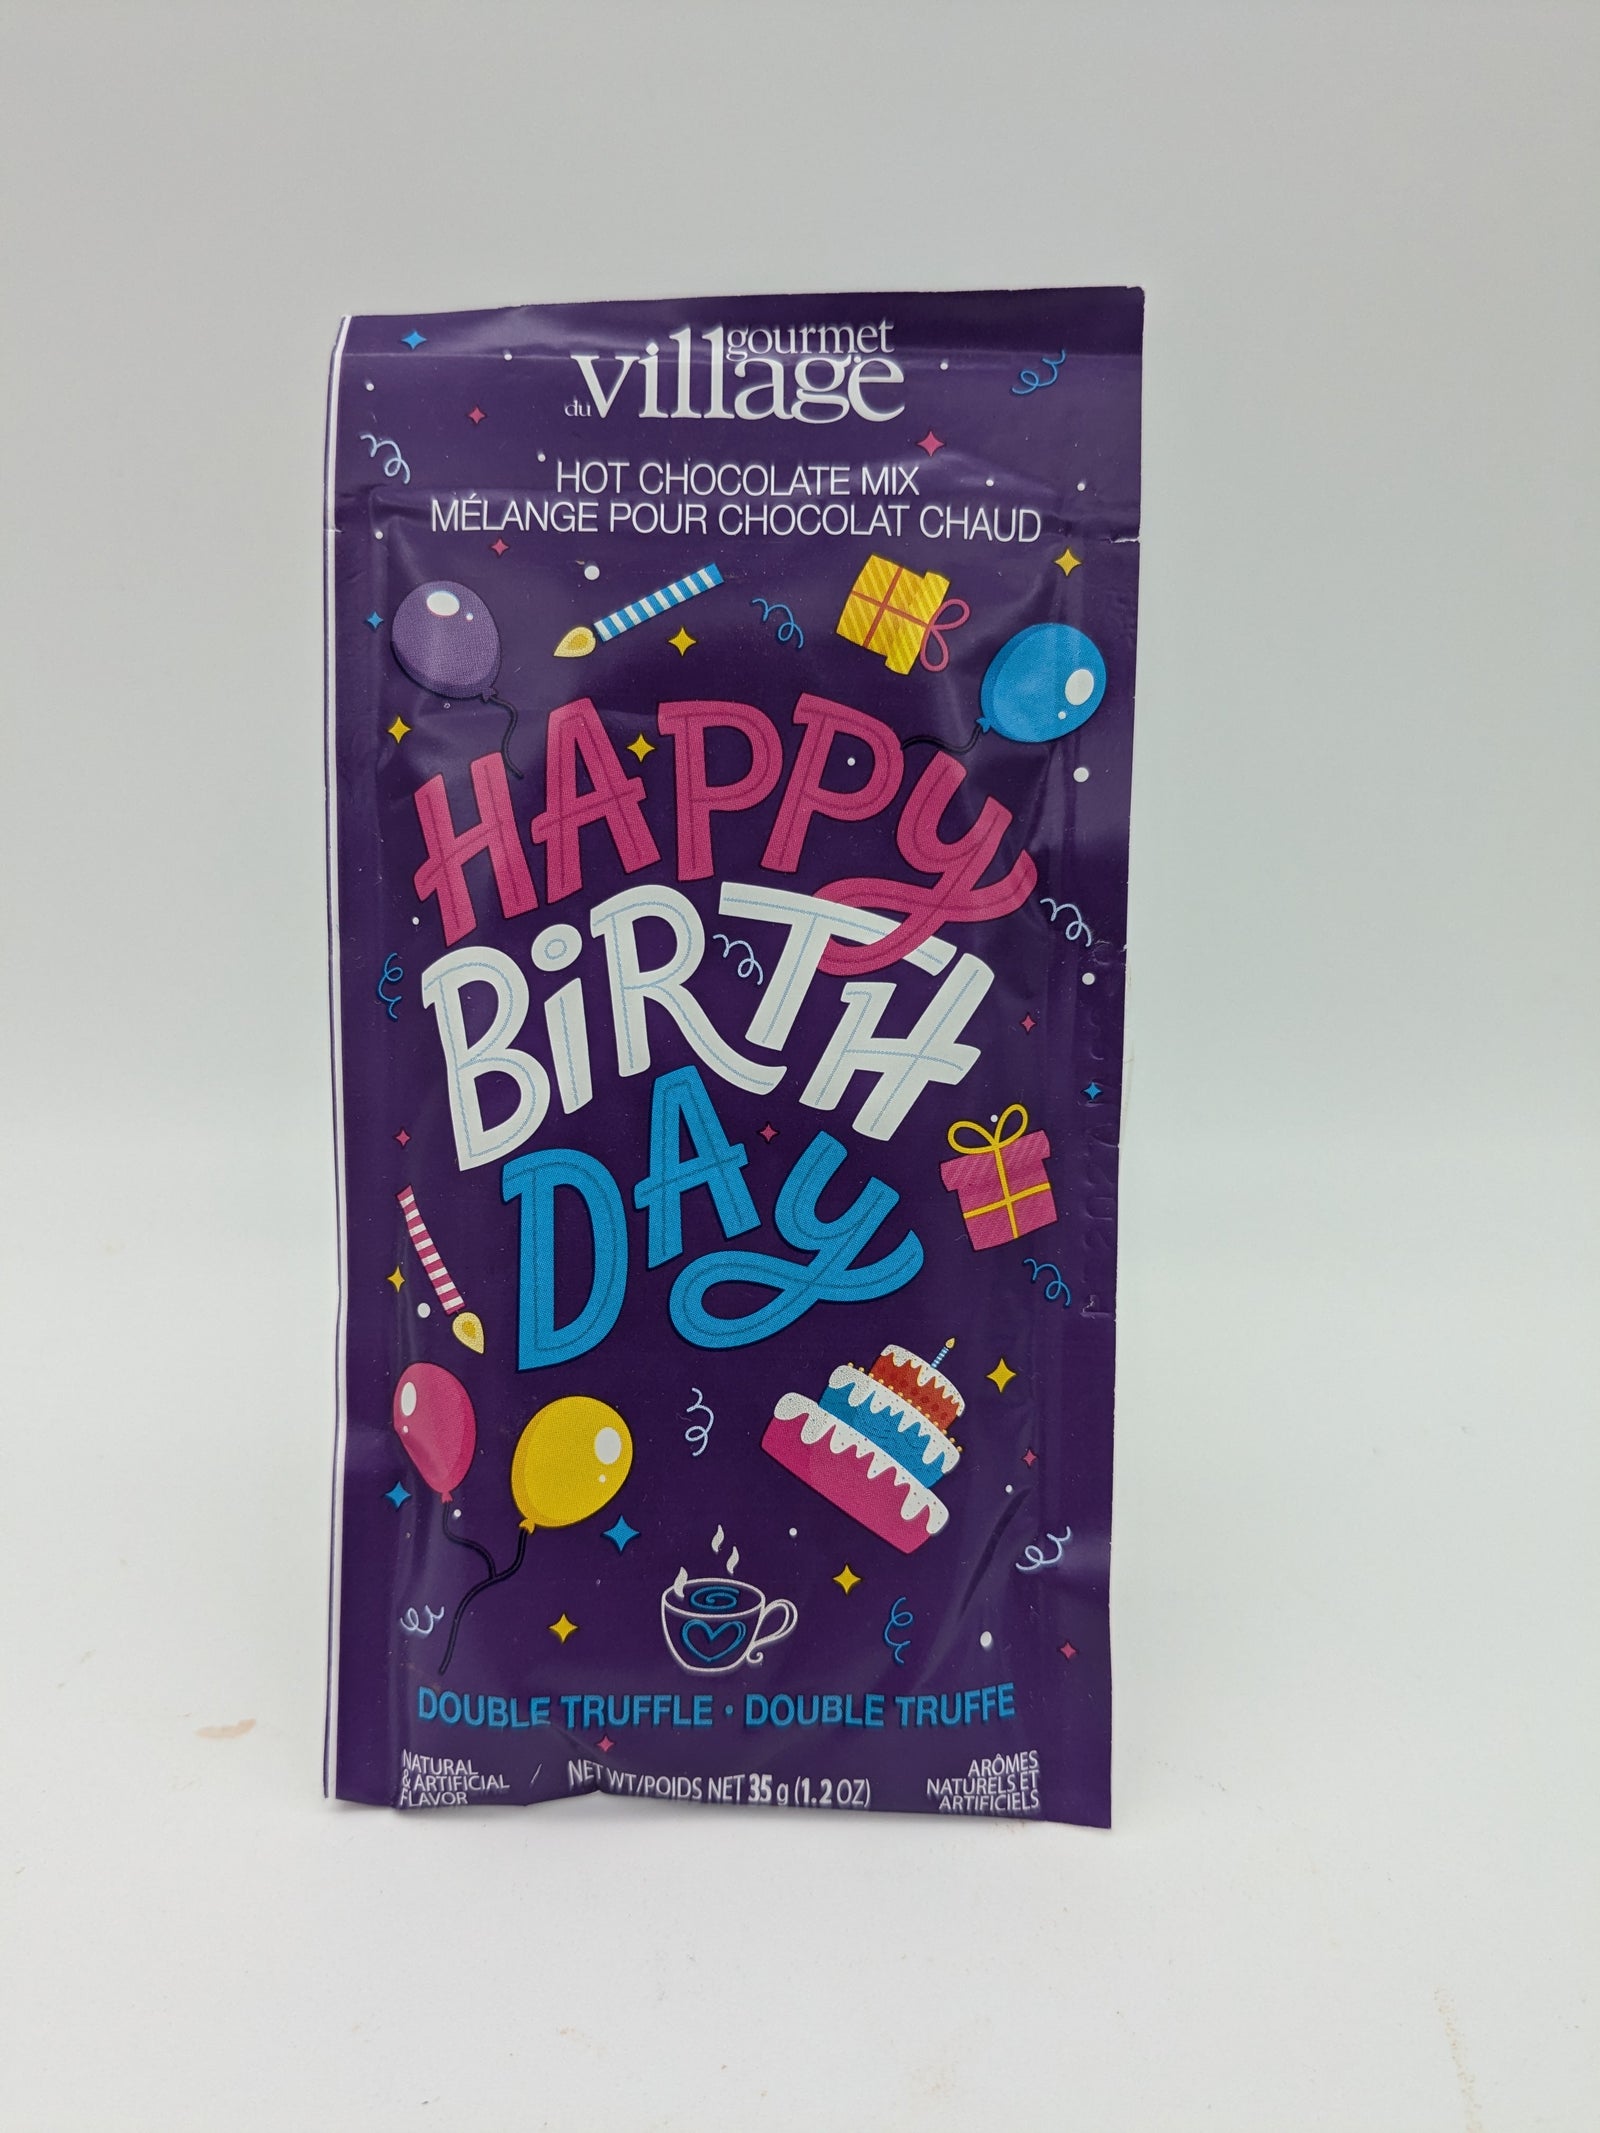 gourmet
du village
HOT CHOCOLATE MIX
MÉLANGE POUR CHOCOLAT CHAUD
HAPPY
BiRTH
DAY
DOUBLE TRUFFLE • DOUBLE TRUFFE
NATURAL
& ARTIFICIAL
FLAVOR
NET WT/POIDS NET 35 g (1.2 OZ)
ARÔMES
NATURELS ET
ARTIFICIELS